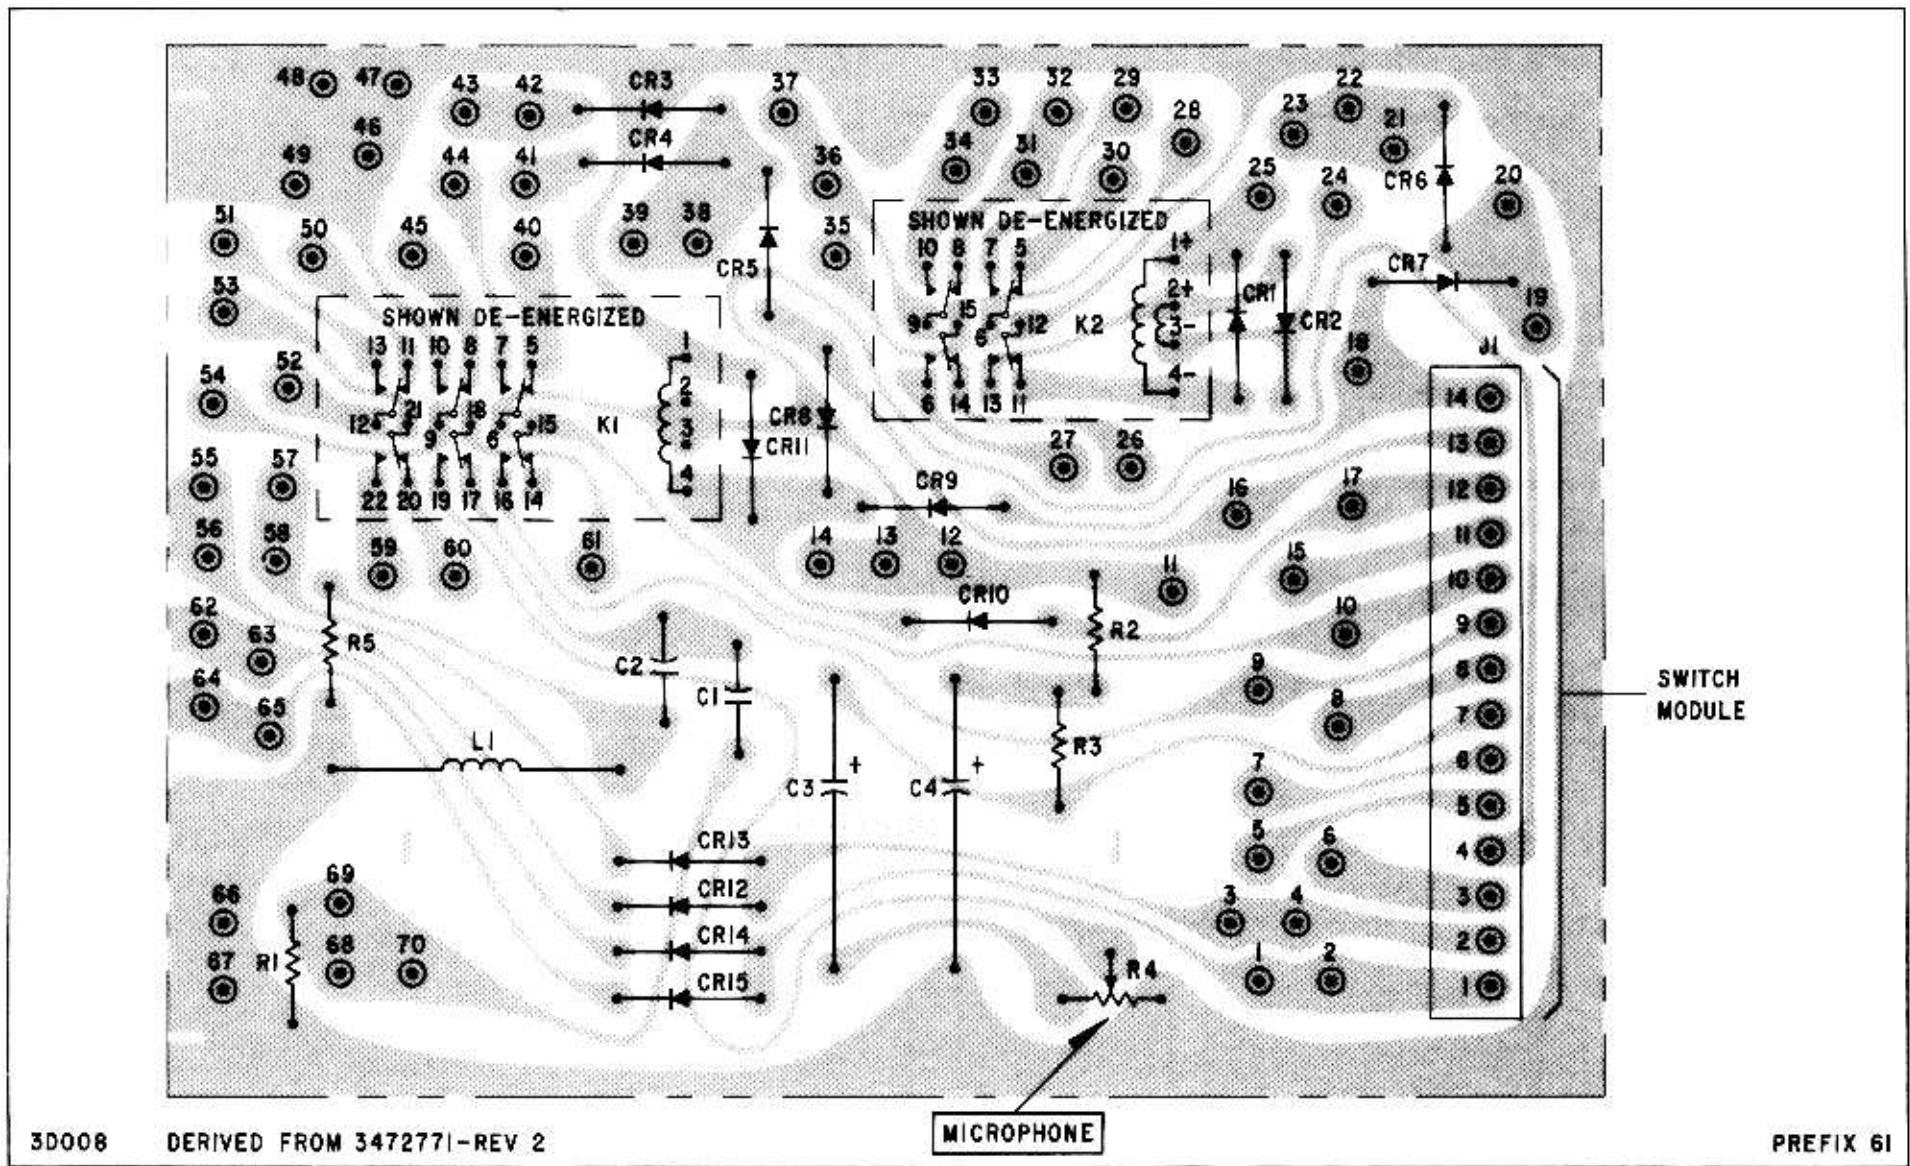 48 47 43 42 CR3 37 33 32 29 22
46 CR4 28 23 21
49 44 41 36 34 31 30 25 24 CR6 20
51 50 45 40 39 38 CR5 35
SHOWN DE-ENERGIZED
10 8 7 5 1+
2+
9 15 6 12 K2 3-
4-
6 14 13 11
CR1 CR2 CR7 19
53
SHOWN DE-ENERGIZED
13 11 10 8 7 5 1
2
12 21 9 18 6 15 K1 3
4
22 20 19 17 16 14
54 52 CR8 CR11 18 J1
55 57 CR9 27 26 16 17
56 58 59 60 61 14 13 12 11 15
CR10
62 63 R5 C2 C1 R2 10
64 65 L1 C3 + C4 + R3 9 8
7
5 6
14
13
12
11
10
9
8
7
6
5
4
3
2
1
SWITCH
MODULE
CR13
CR12
CR14
CR15
66 69 3 4
67 R1 68 70 R4 1 2
MICROPHONE
3D008 DERIVED FROM 3472771-REV 2
PREFIX 61